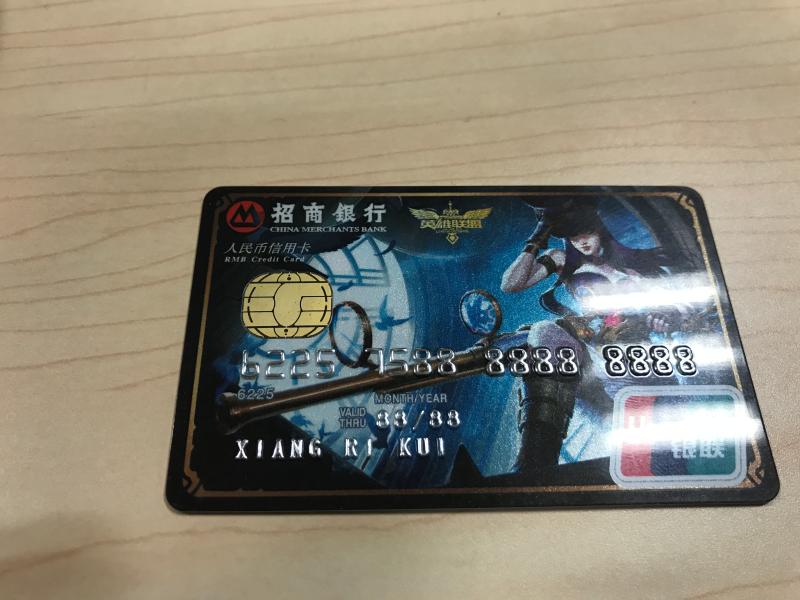 招商银行
CHINA MERCHANTS BANK
英雄联盟
人民币信用卡
RMB Credit Card
6225 7588 8888 8888
6225
MONTH/YEAR
VALID THRU 88/88
XIANG RI KUI
银联